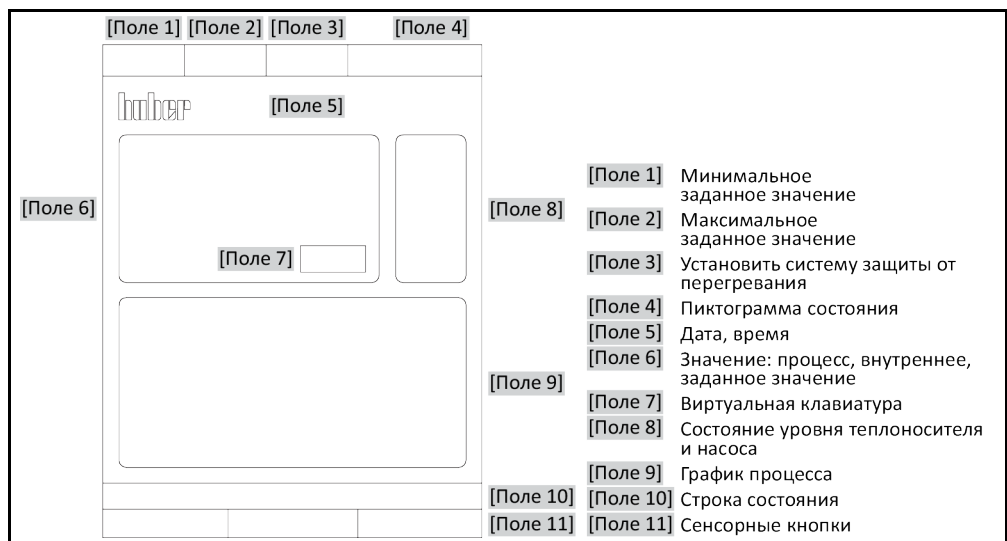 [Поле 1] [Поле 2] [Поле 3] [Поле 4]
huber [Поле 5]
[Поле 6]
[Поле 7]
[Поле 8]
[Поле 9]
[Поле 10]
[Поле 11]
[Поле 1] Минимальное
заданное значение
[Поле 2] Максимальное
заданное значение
[Поле 3] Установить систему защиты от
перегревания
[Поле 4] Пиктограмма состояния
[Поле 5] Дата, время
[Поле 6] Значение: процесс, внутреннее,
заданное значение
[Поле 7] Виртуальная клавиатура
[Поле 8] Состояние уровня теплоносителя
и насоса
[Поле 9] График процесса
[Поле 10] Строка состояния
[Поле 11] Сенсорные кнопки